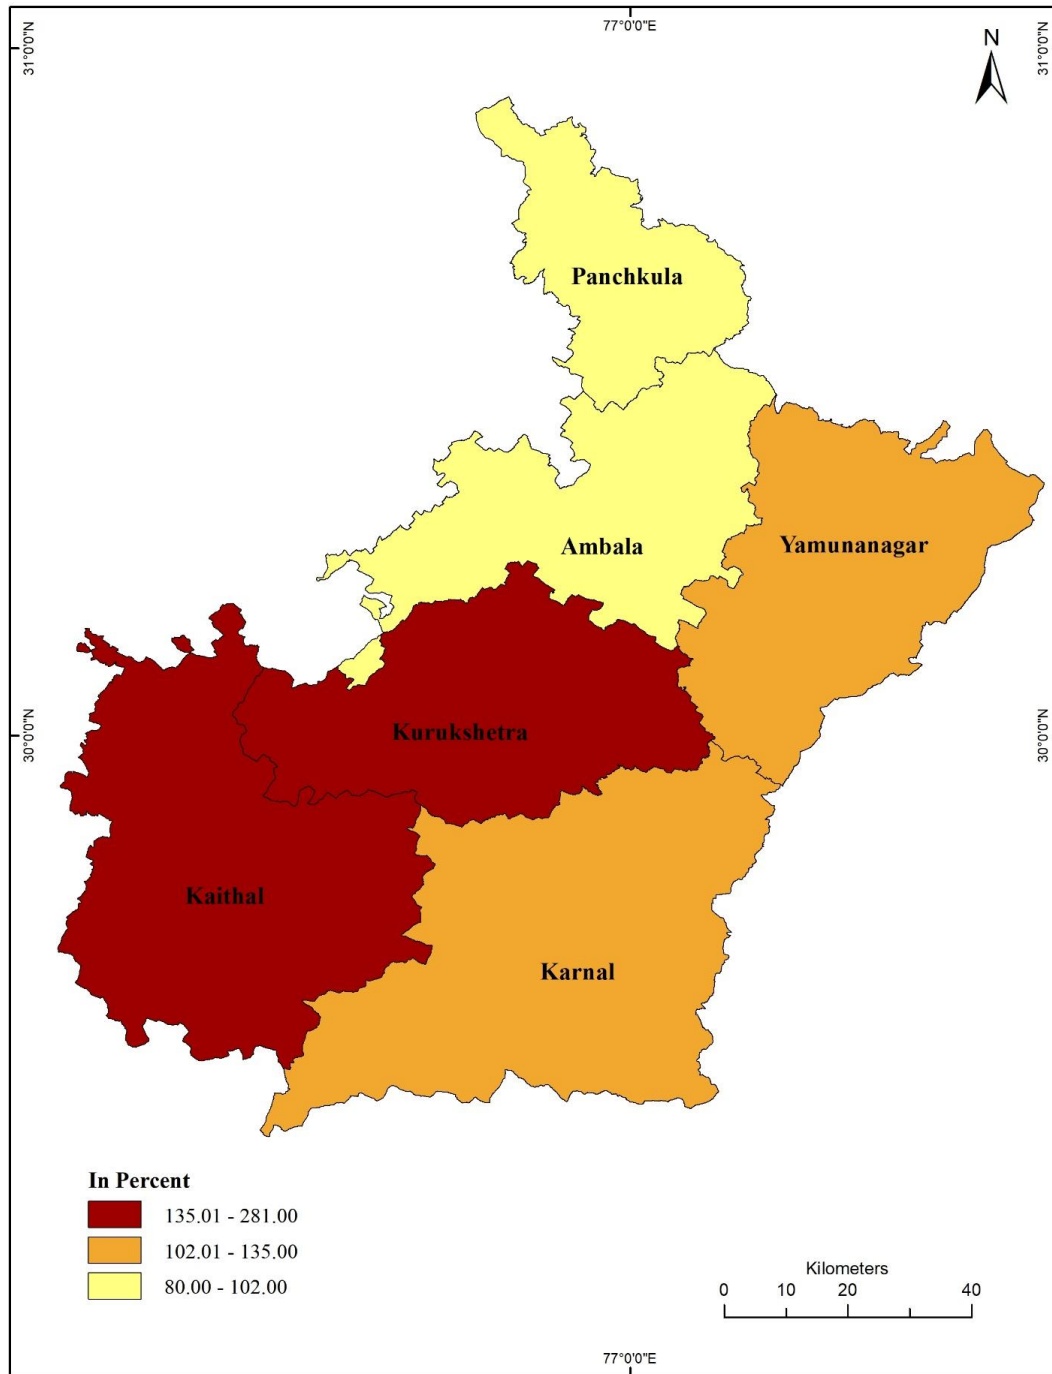 77°0'0"E
31°0'0"N
31°0'0"N
N
Panchkula
Ambala
Yamunanagar
Kurukshetra
30°0'0"N
30°0'0"N
Kaithal
Karnal
In Percent
135.01 - 281.00
102.01 - 135.00
80.00 - 102.00
Kilometers
0 10 20 40
77°0'0"E